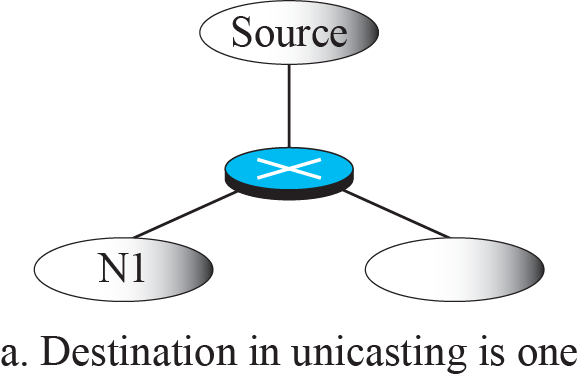 Source
N1
a. Destination in unicasting is one